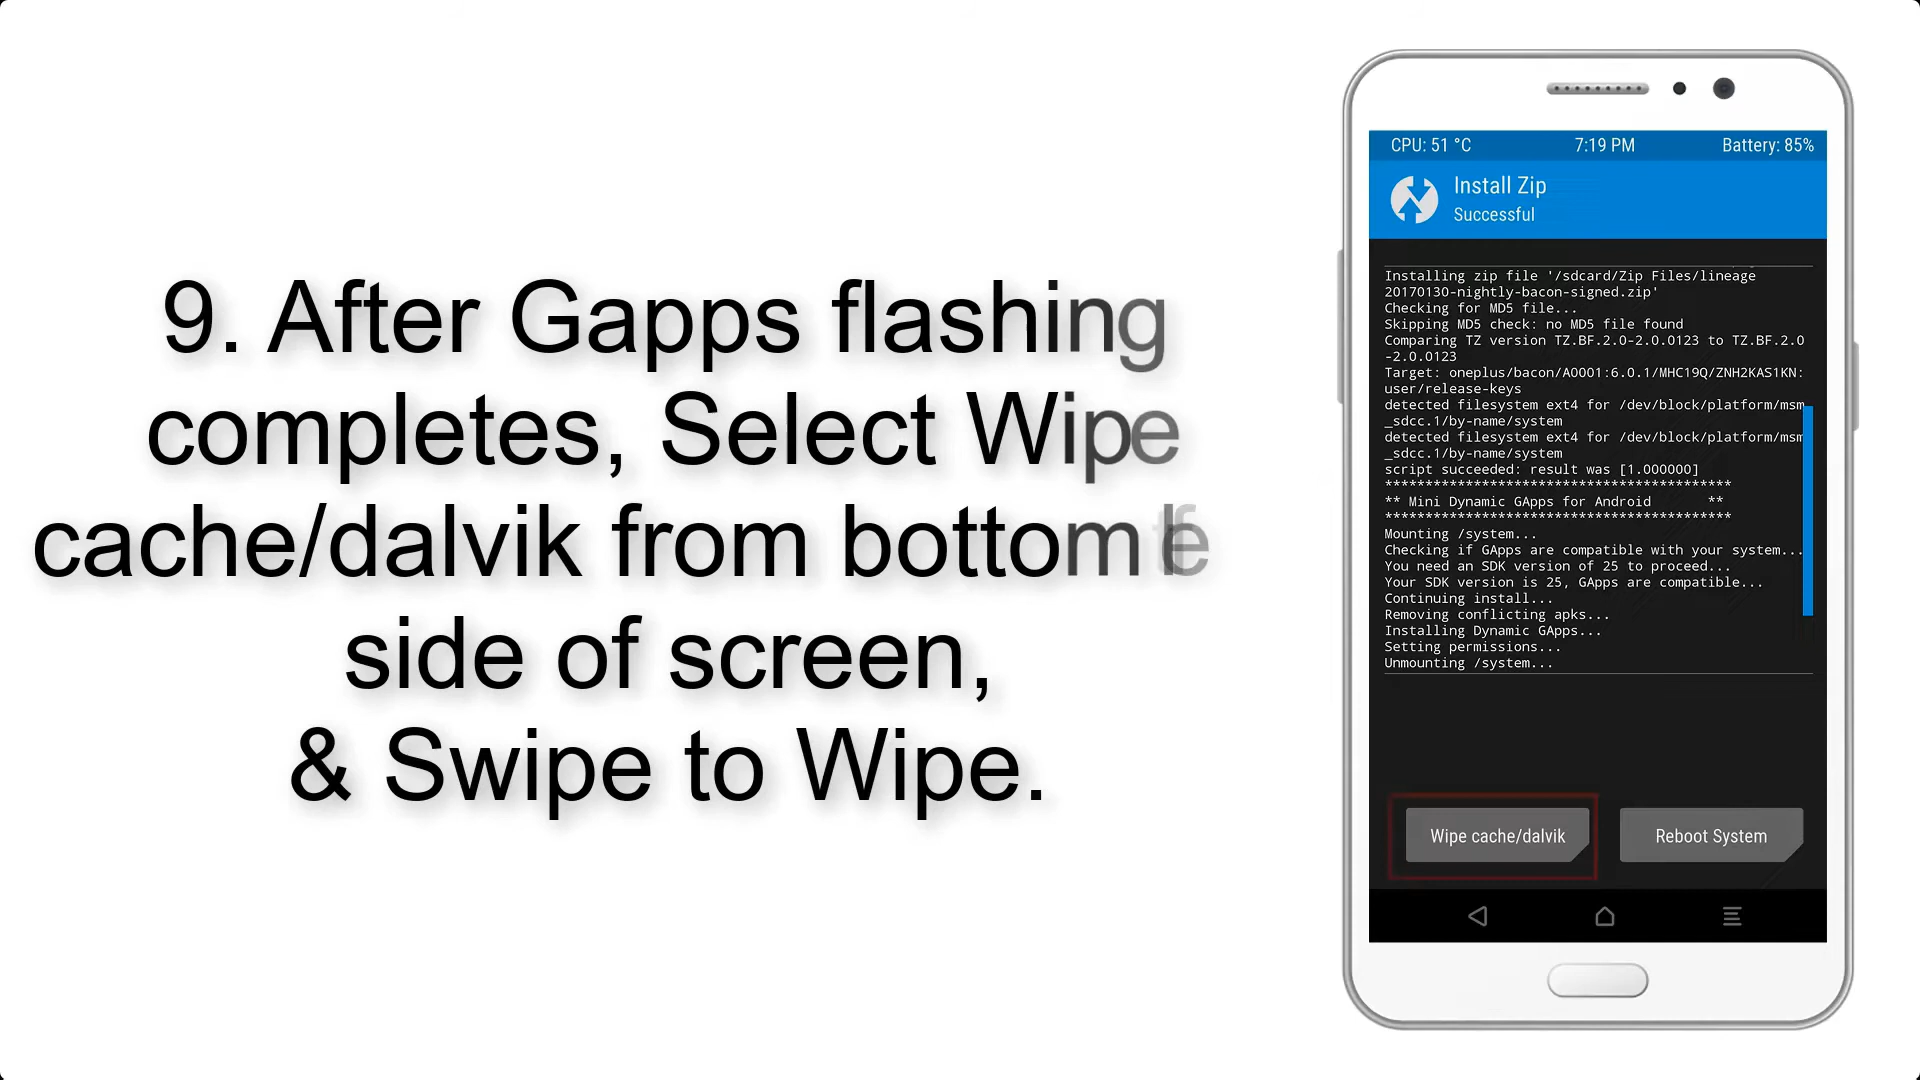 9. After Gapps flashing
completes, Select Wipe
cache/dalvik from bottom
side of screen,
& Swipe to Wipe.
CPU: 51 °C 7:19 PM Battery: 85%
Install Zip
Successful
Installing zip file '/sdcard/Zip Files/lineage
20170130-nightly-bacon-signed.zip'
Checking for MD5 file...
Skipping MD5 check: no MD5 file found
Comparing TZ version TZ.BF.2.0-2.0.0123 to TZ.BF.2.0
-2.0.0123
Target: oneplus/bacon/A0001:6.0.1/MHC19Q/ZNH2KAS1KN:
user/release-keys
detected filesystem ext4 for /dev/block/platform/msm
_sdcc.1/by-name/system
detected filesystem ext4 for /dev/block/platform/msm
_sdcc.1/by-name/system
script succeeded: result was [1.000000]
******************************************
** Mini Dynamic GApps for Android **
******************************************
Mounting /system...
Checking if GApps are compatible with your system...
You need an SDK version of 25 to proceed...
Your SDK version is 25, GApps are compatible...
Continuing install...
Removing conflicting apks...
Installing Dynamic GApps...
Setting permissions...
Unmounting /system...
Wipe cache/dalvik Reboot System